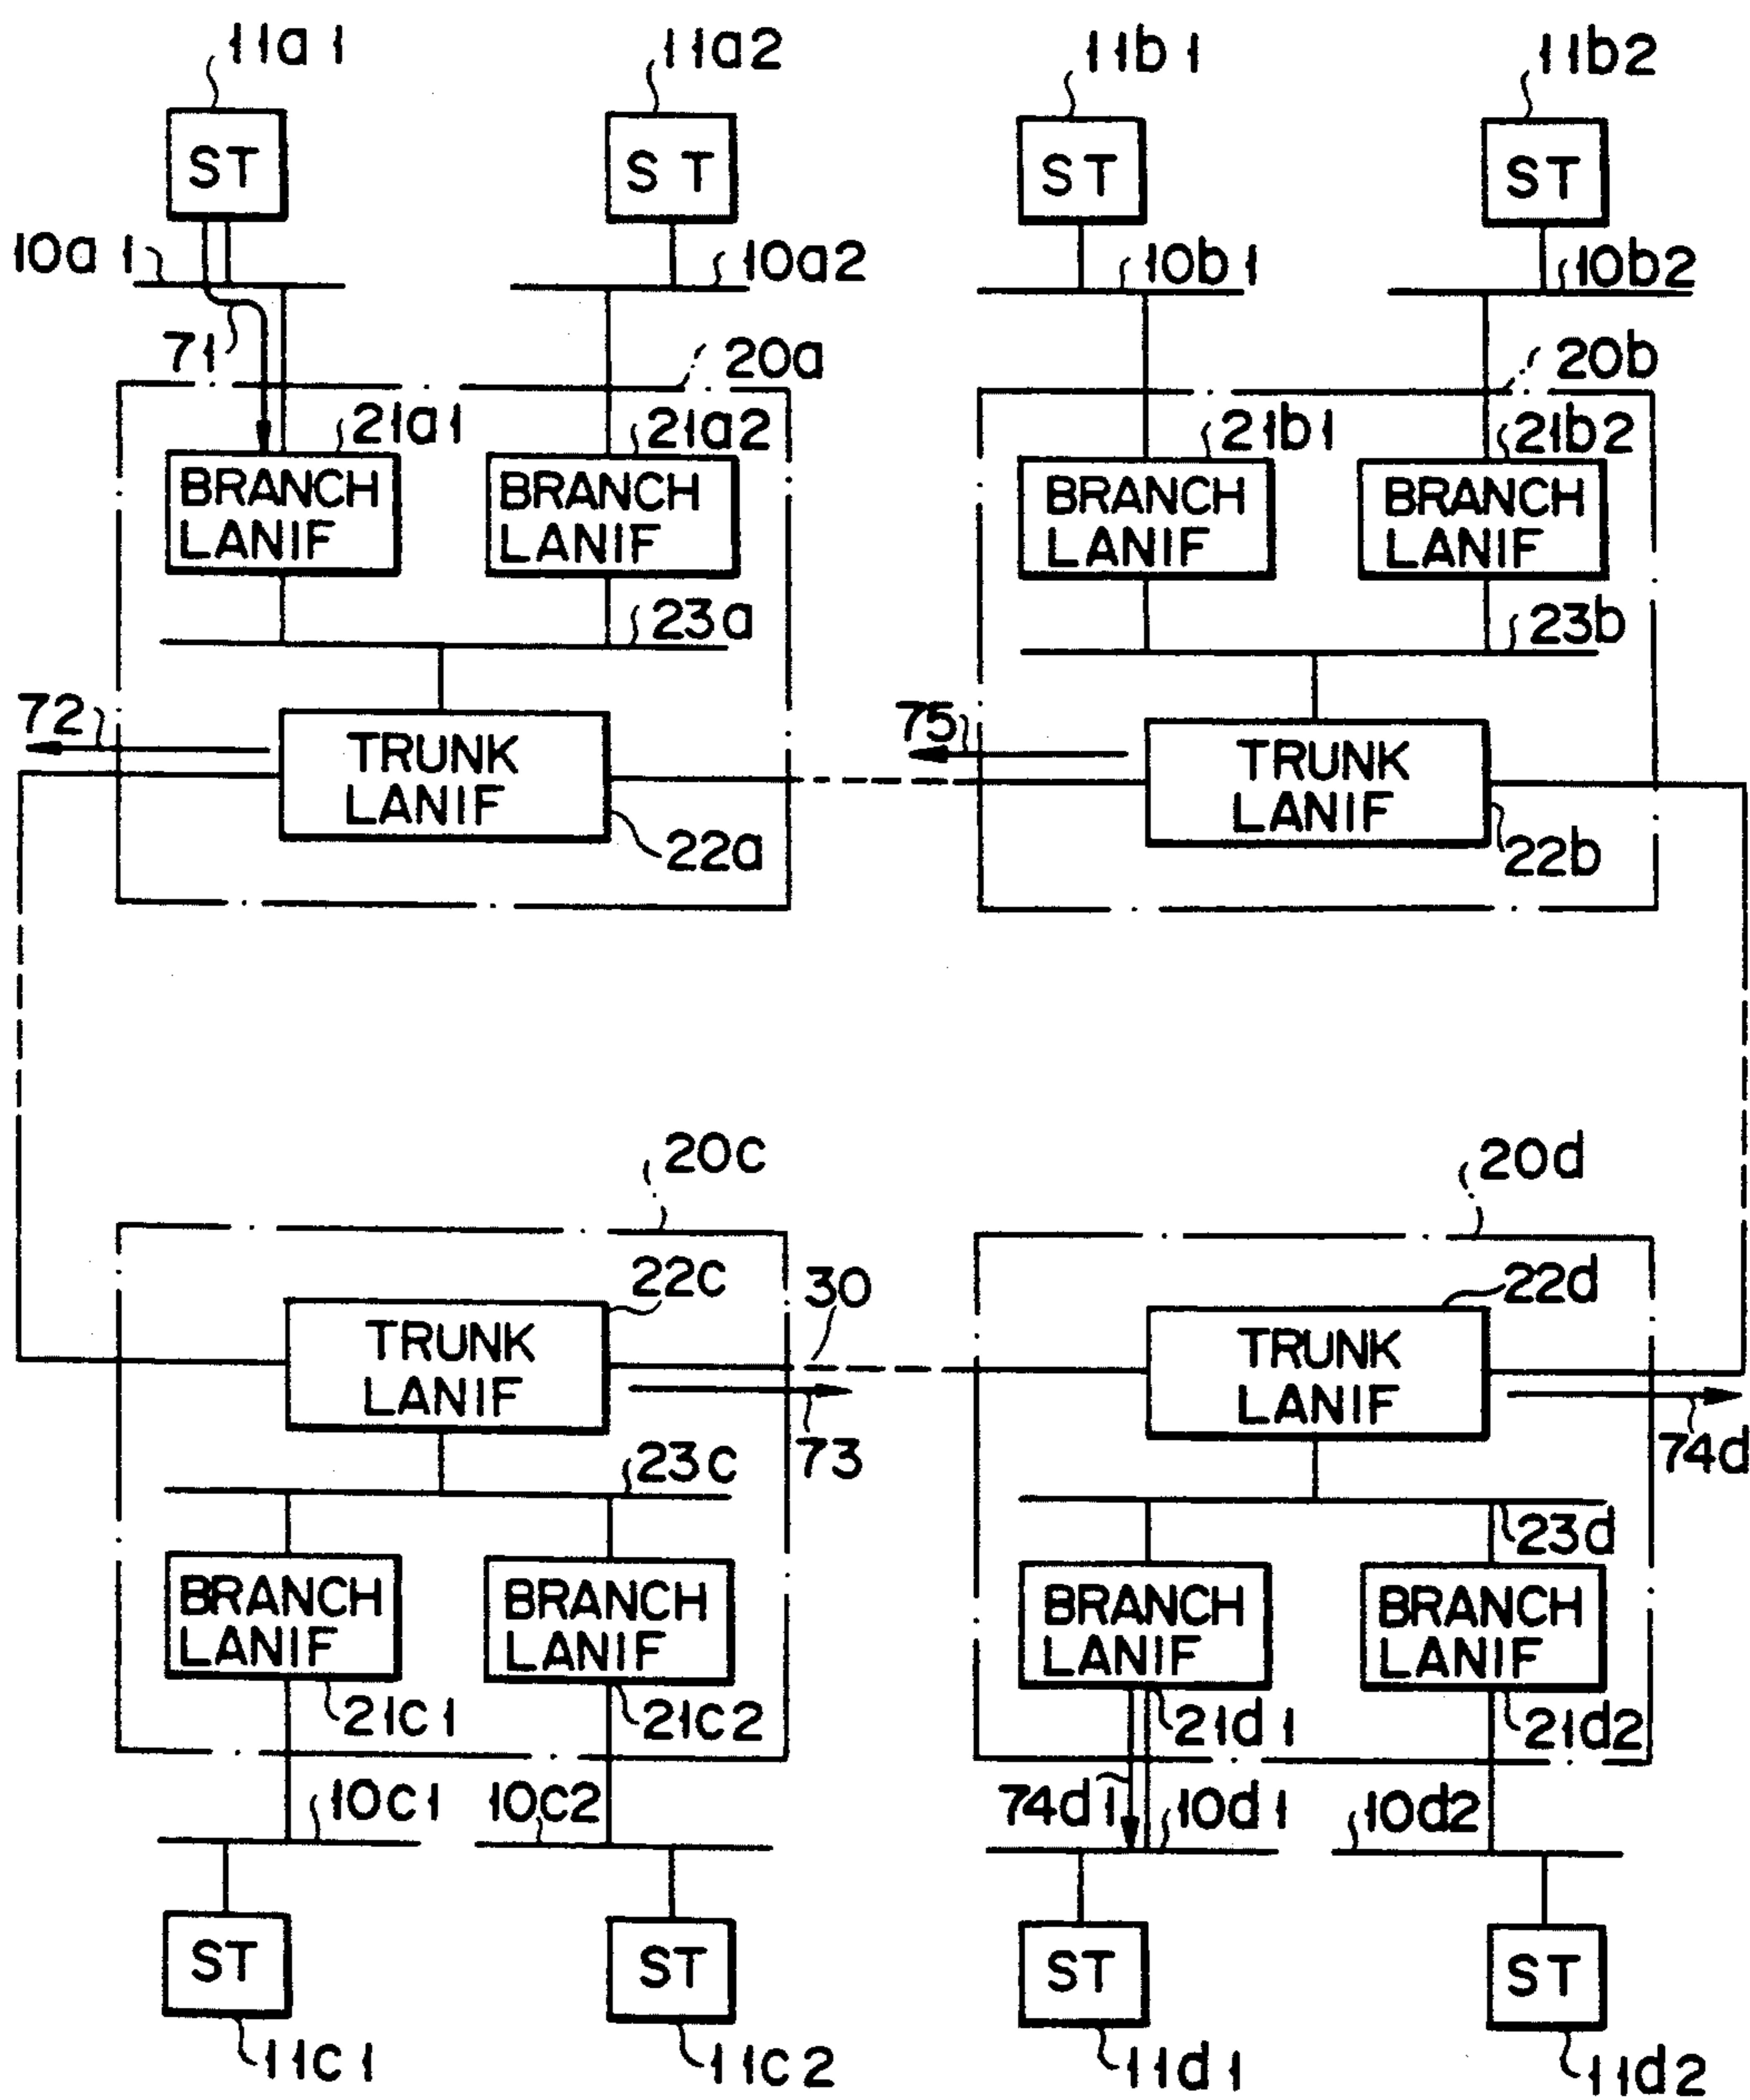 11a1
11a2
11b1
11b2
ST
ST
ST
ST
10a1
10a2
10b1
10b2
71
20a
20b
21a1
21a2
21b1
21b2
BRANCH
LANIF
BRANCH
LANIF
BRANCH
LANIF
BRANCH
LANIF
23a
23b
72
75
TRUNK
LANIF
TRUNK
LANIF
22a
22b
20c
20d
22c
30
22d
TRUNK
LANIF
TRUNK
LANIF
73
74d
23c
23d
BRANCH
LANIF
BRANCH
LANIF
BRANCH
LANIF
BRANCH
LANIF
21c1
21c2
21d1
21d2
10c1
10c2
74d1
10d1
10d2
ST
ST
ST
ST
11c1
11c2
11d1
11d2